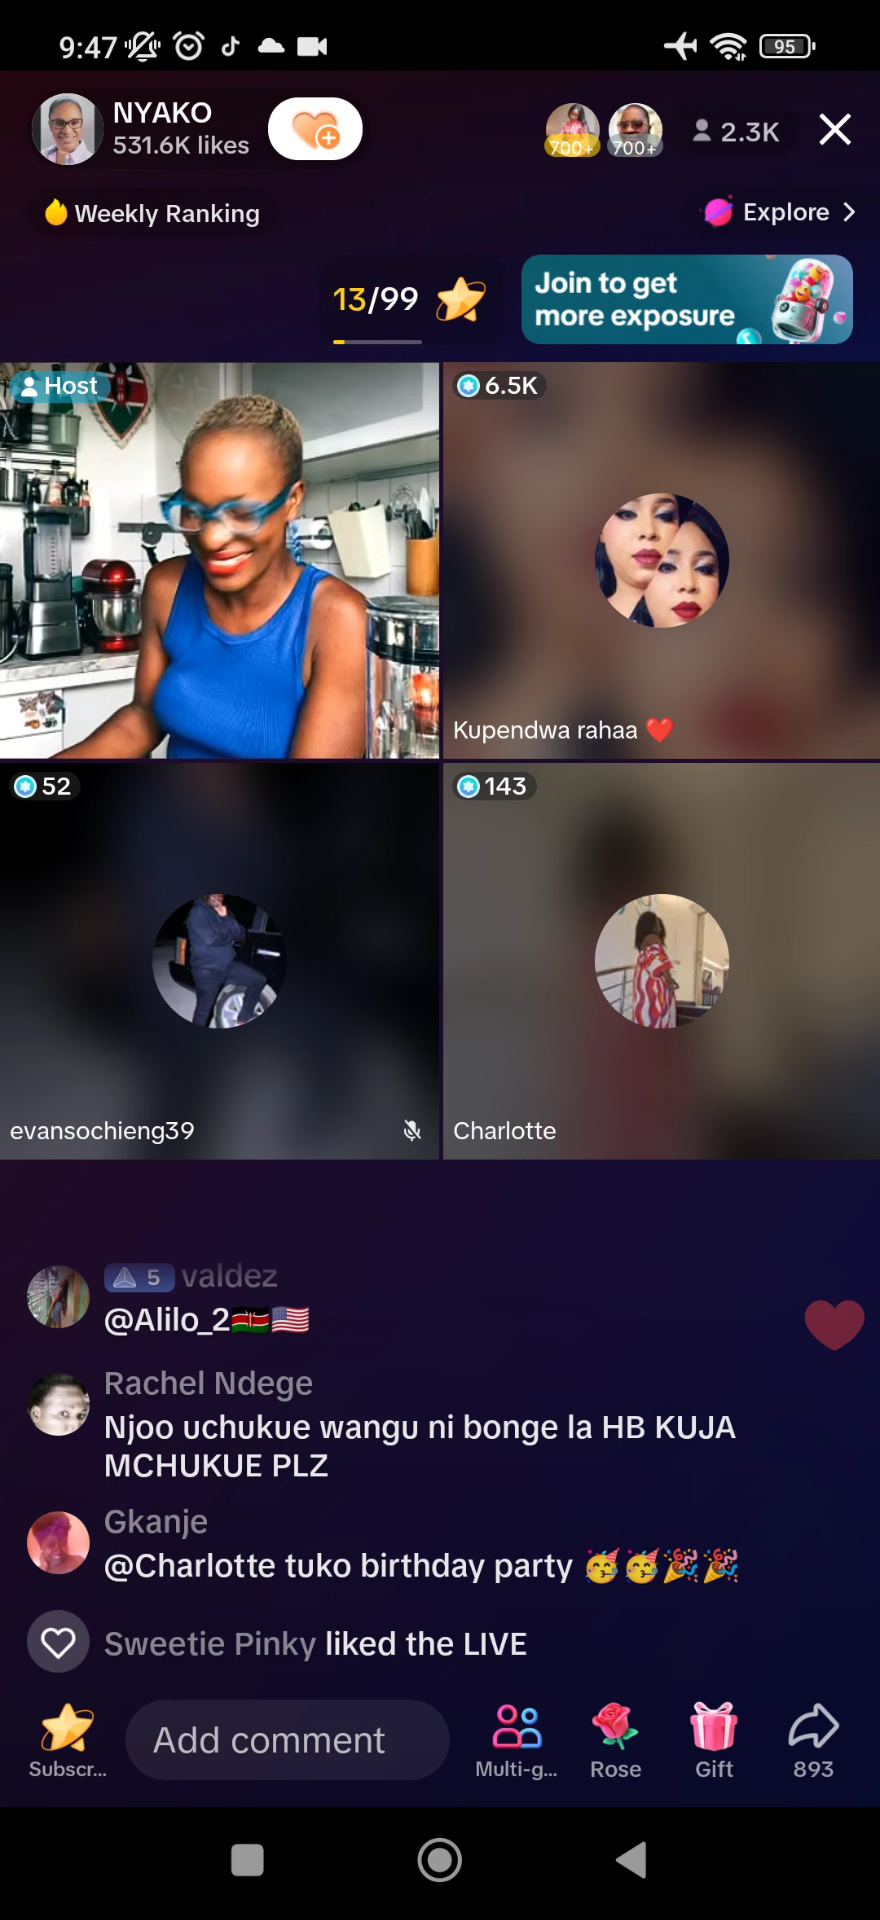 9:47
95
NYAKO
531.6K likes
700+
700+
2.3K
Weekly Ranking
Explore
13/99
Join to get
more exposure
Host
6.5K
Kupendwa rahaa ❤️
52
143
evansochieng39
Charlotte
5 valdez
@Alilo_2🇰🇪🇺🇸
Rachel Ndege
Njoo uchukue wangu ni bonge la HB KUJA
MCHUKUE PLZ
Gkanje
@Charlotte tuko birthday party 🥳🥳🎉🎉
Sweetie Pinky liked the LIVE
Add comment
Subscr...
Multi-g...
Rose
Gift
893